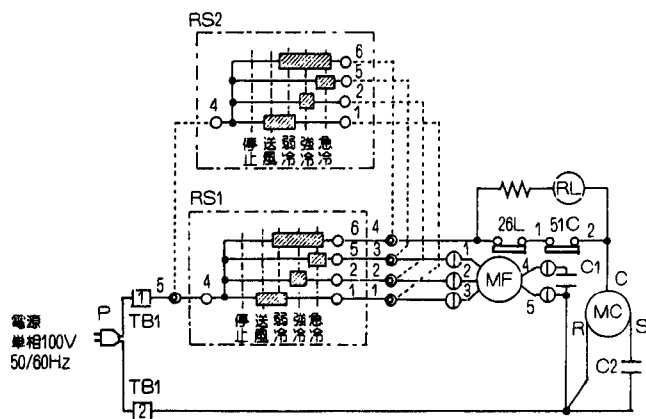 RS2
6
5
2
1
4
停止 送風 弱冷 強冷 急冷
RS1
6 4
5 3
2 2
1 1
5 4
停止 送風 弱冷 強冷 急冷
RL
26L 1 51C 2
1
2
3
MF
4
5
C1
C
MC
R
S
C2
電源
単相100V
50/60Hz
P
1
TB1
TB1
2